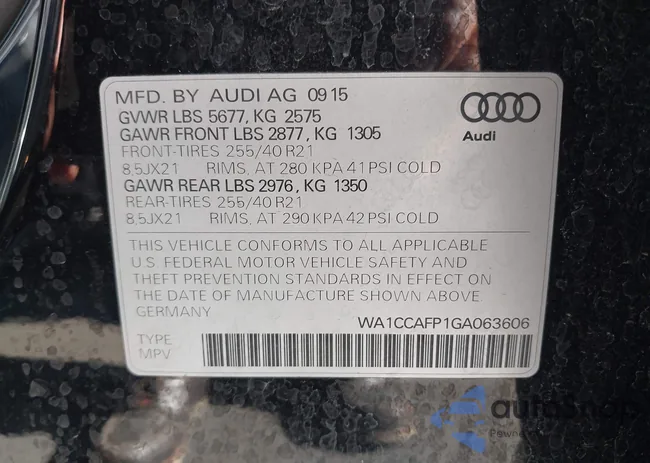 MFD. BY AUDI AG 09 15
GVWR LBS 5677, KG 2575
GAWR FRONT LBS 2877, KG 1305
FRONT-TIRES 255/40 R21
8,5JX21 RIMS, AT 280 KPA 41 PSI COLD
GAWR REAR LBS 2976, KG 1350
REAR-TIRES 255/40 R21
8,5JX21 RIMS, AT 290 KPA 42 PSI COLD
Audi
THIS VEHICLE CONFORMS TO ALL APPLICABLE
U.S. FEDERAL MOTOR VEHICLE SAFETY AND
THEFT PREVENTION STANDARDS IN EFFECT ON
THE DATE OF MANUFACTURE SHOWN ABOVE
GERMANY
WA1CCAFP1GA063606
TYPE
MPV